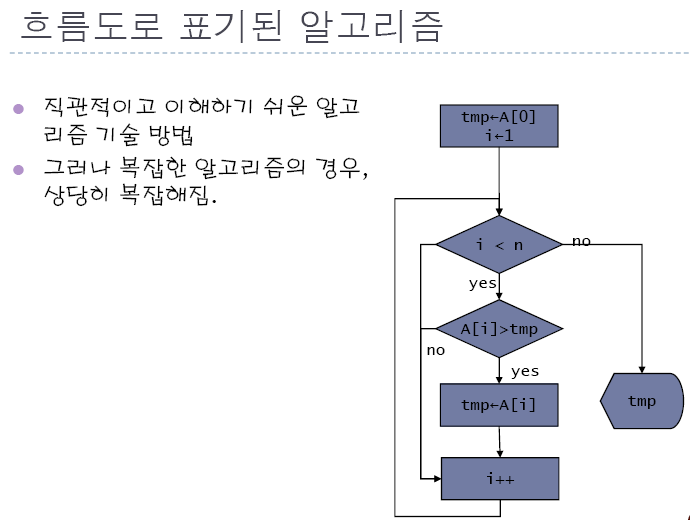 흐름도로 표기된 알고리즘
직관적이고 이해하기 쉬운 알고
리즘 기술 방법
그러나 복잡한 알고리즘의 경우,
상당히 복잡해짐.
tmp←A[0]
i←1
i < n
no
yes
A[i]>tmp
no
yes
tmp←A[i]
tmp
i++